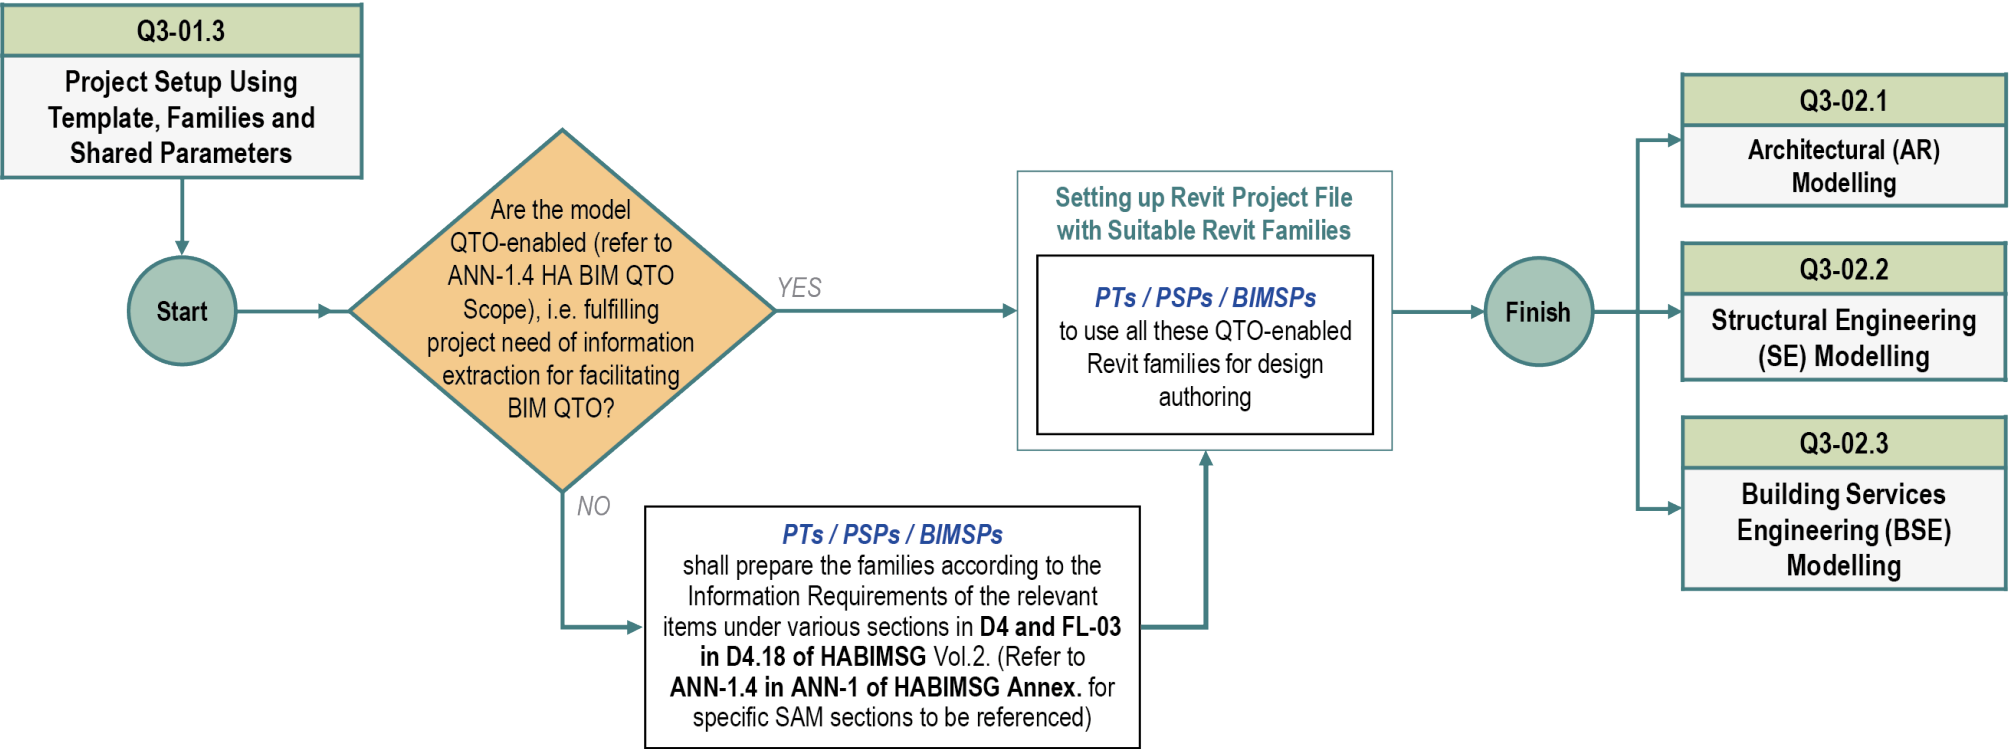 Q3-01.3
Project Setup Using
Template, Families and
Shared Parameters
Start
Are the model
QTO-enabled (refer to
ANN-1.4 HA BIM QTO
Scope), i.e. fulfilling
project need of information
extraction for facilitating
BIM QTO?
YES
NO
Setting up Revit Project File
with Suitable Revit Families
PTs / PSPs / BIMSPs
to use all these QTO-enabled
Revit families for design
authoring
PTs / PSPs / BIMSPs
shall prepare the families according to the
Information Requirements of the relevant
items under various sections in D4 and FL-03
in D4.18 of HABIMSG Vol.2. (Refer to
ANN-1.4 in ANN-1 of HABIMSG Annex. for
specific SAM sections to be referenced)
Finish
Q3-02.1
Architectural (AR)
Modelling
Q3-02.2
Structural Engineering
(SE) Modelling
Q3-02.3
Building Services
Engineering (BSE)
Modelling